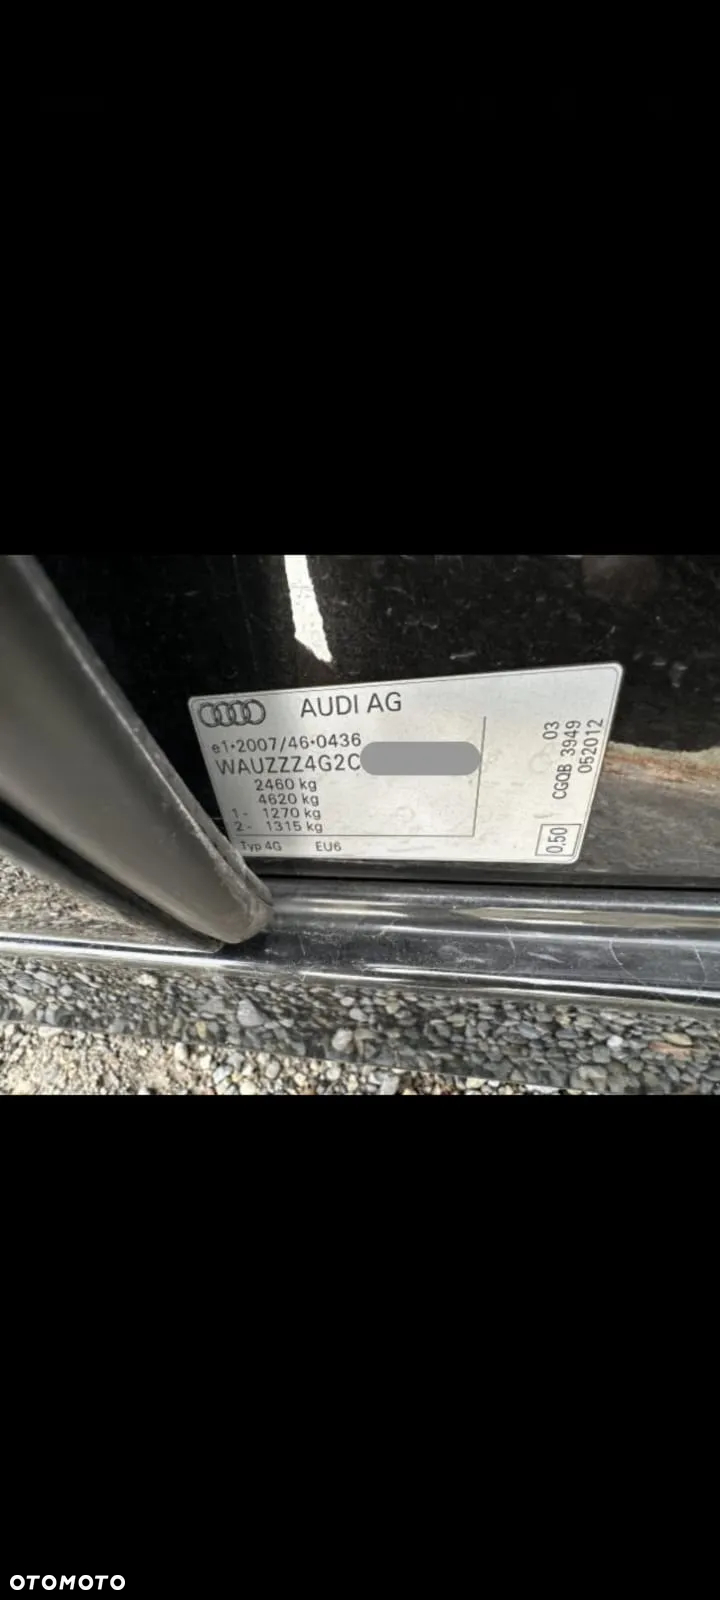 AUDI AG
e1*2007/46*0436
WAUZZZ4G2C
2460 kg
4620 kg
1- 1270 kg
2- 1315 kg
Typ 4G EU6
03
CGQB 3949
052012
0,50
OTOMOTO